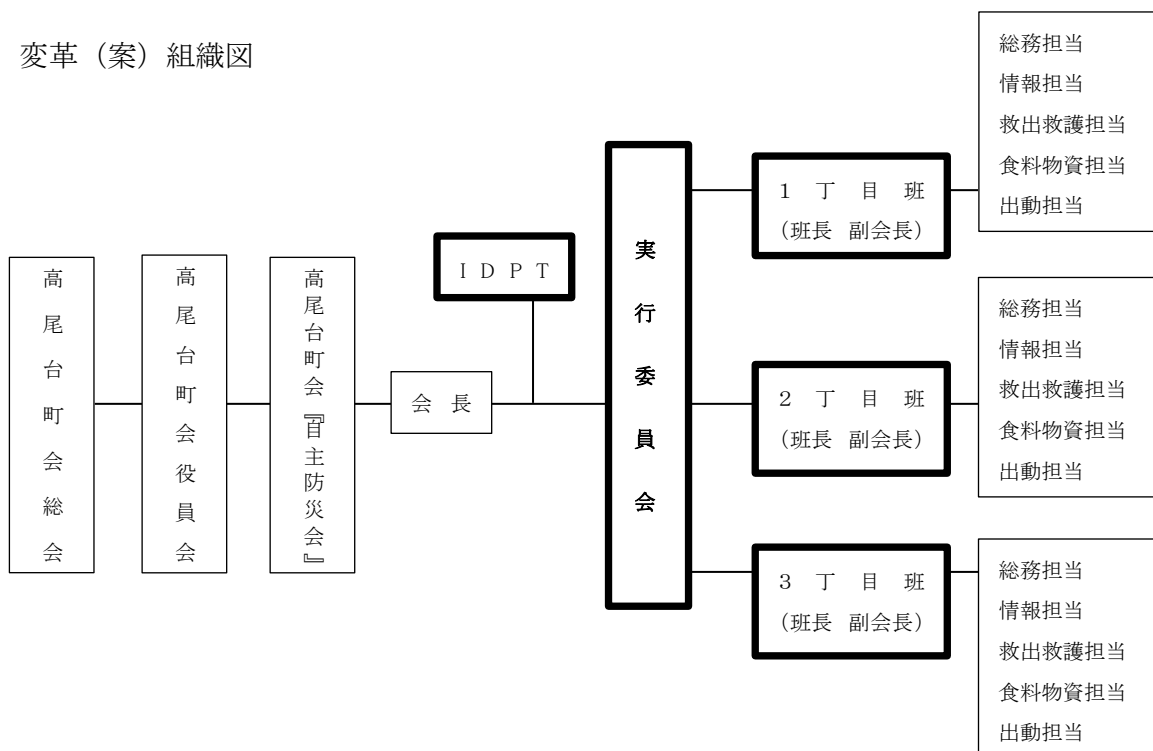 変革（案）組織図
高尾台町会総会
高尾台町会役員会
高尾台町会『自主防災会』
会長
ＩＤＰＴ
実行委員会
１丁目班
（班長 副会長）
総務担当
情報担当
救出救護担当
食料物資担当
出動担当
２丁目班
（班長 副会長）
総務担当
情報担当
救出救護担当
食料物資担当
出動担当
３丁目班
（班長 副会長）
総務担当
情報担当
救出救護担当
食料物資担当
出動担当